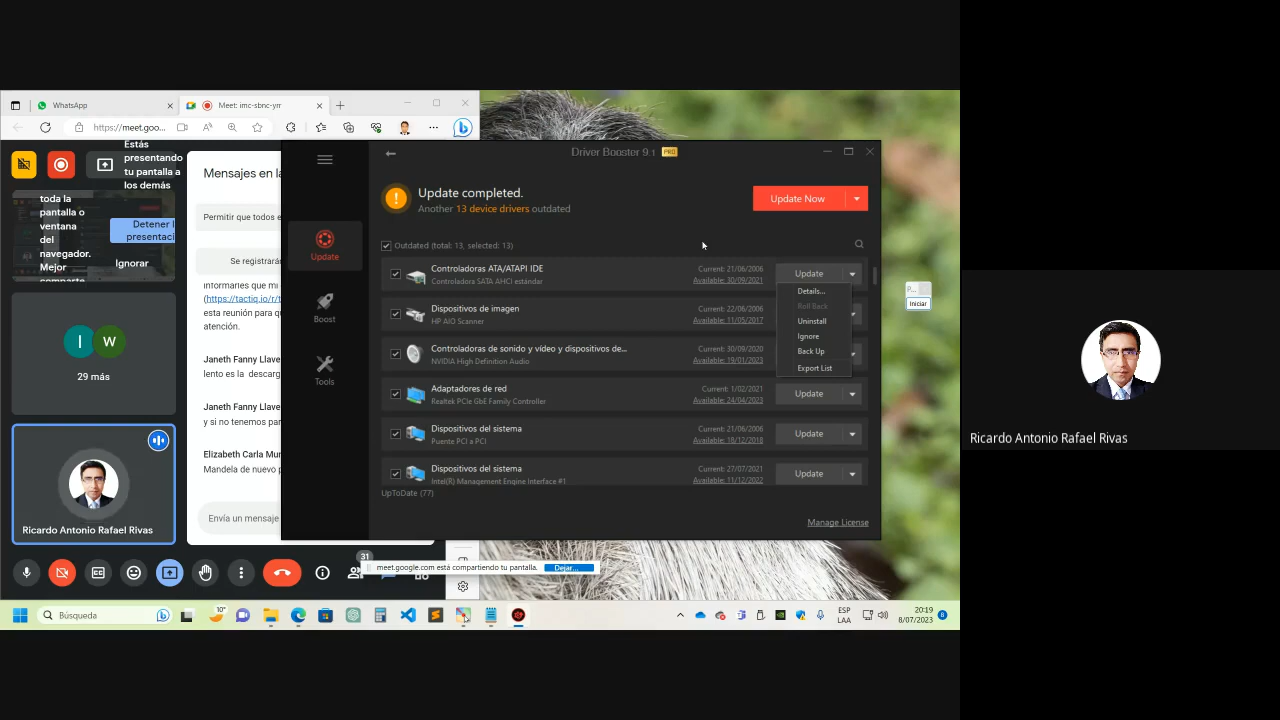 WhatsApp
Meet: imc-sbnc-yrr
https://meet.goo...
Estás
presentando
tu pantalla a
los demás
toda la
pantalla o
ventana
del
navegador.
Mejor
comparte
Detener l
presentaci
Ignorar
I
W
29 más
Ricardo Antonio Rafael Rivas
Mensajes en la
Permitir que todos e
Se registrará
informarles que mi
(https://tactiq.io/r/t
esta reunión para qu
atención.
Janeth Fanny Llave
lento es la descarg
Janeth Fanny Llave
y si no tenemos par
Elizabeth Carla Mur
Mandela de nuevo p
Envía un mensaje
31
meet.google.com está compartiendo tu pantalla.
Dejar...
Driver Booster 9.1 PRO
Update
Boost
Tools
Update completed.
Another 13 device drivers outdated
Update Now
Outdated (total: 13, selected: 13)
Controladoras ATA/ATAPI IDE
Controladora SATA AHCI estándar
Current: 21/06/2006
Available: 30/09/2021
Update
Details...
Roll Back
Uninstall
Ignore
Back Up
Export List
Dispositivos de imagen
HP AIO Scanner
Current: 22/06/2006
Available: 11/05/2017
Controladoras de sonido y vídeo y dispositivos de...
NVIDIA High Definition Audio
Current: 30/09/2020
Available: 19/01/2023
Adaptadores de red
Realtek PCIe GbE Family Controller
Current: 1/02/2021
Available: 24/04/2023
Update
Dispositivos del sistema
Puente PCI a PCI
Current: 21/06/2006
Available: 18/12/2018
Update
Dispositivos del sistema
Intel(R) Management Engine Interface #1
Current: 27/07/2021
Available: 11/12/2022
Update
UpToDate (77)
Manage License
P...
Iniciar
Búsqueda
10°
ESP
LAA
20:19
8/07/2023
6
Ricardo Antonio Rafael Rivas